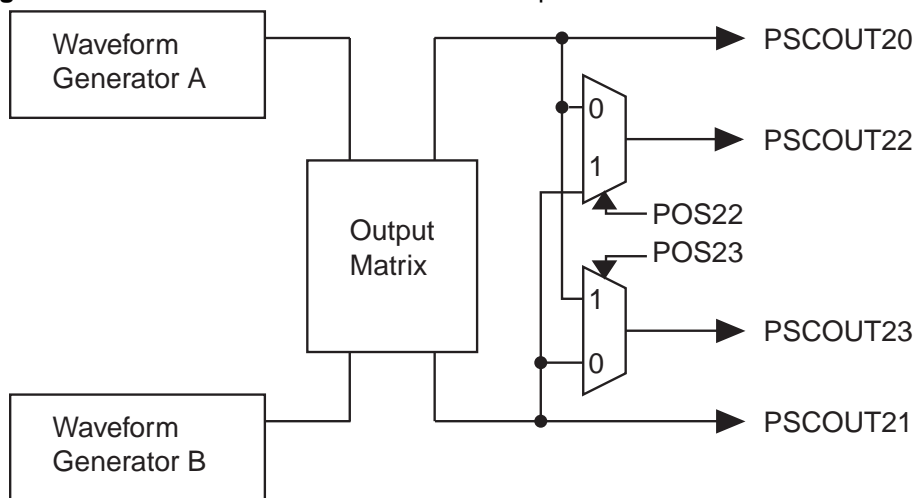 Waveform
Generator A
PSCOUT20
0
PSCOUT22
1
POS22
Output
Matrix
POS23
1
PSCOUT23
0
Waveform
Generator B
PSCOUT21